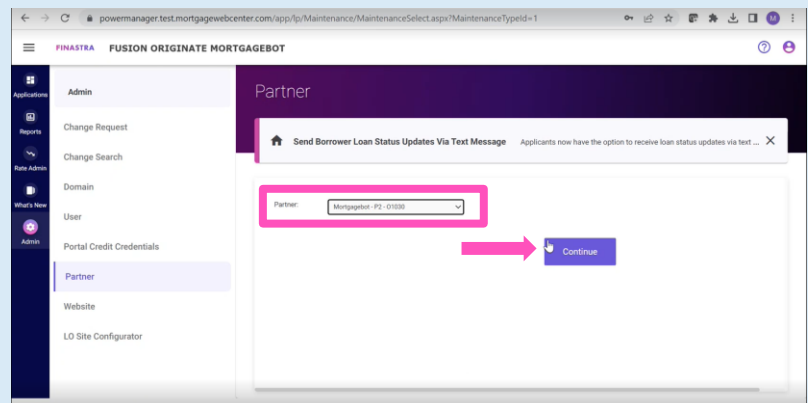 powermanager.test.mortgagewebcenter.com/app/lp/Maintenance/MaintenanceSelect.aspx?MaintenanceTypeId=1
M
FINASTRA FUSION ORIGINATE MORTGAGEBOT
Applications
Reports
Rate Admin
What's New
Admin
Admin
Change Request
Change Search
Domain
User
Portal Credit Credentials
Partner
Website
LO Site Configurator
Partner
Send Borrower Loan Status Updates Via Text Message Applicants now have the option to receive loan status updates via text ...
Partner: Mortgagebot - P2 - D1030
Continue